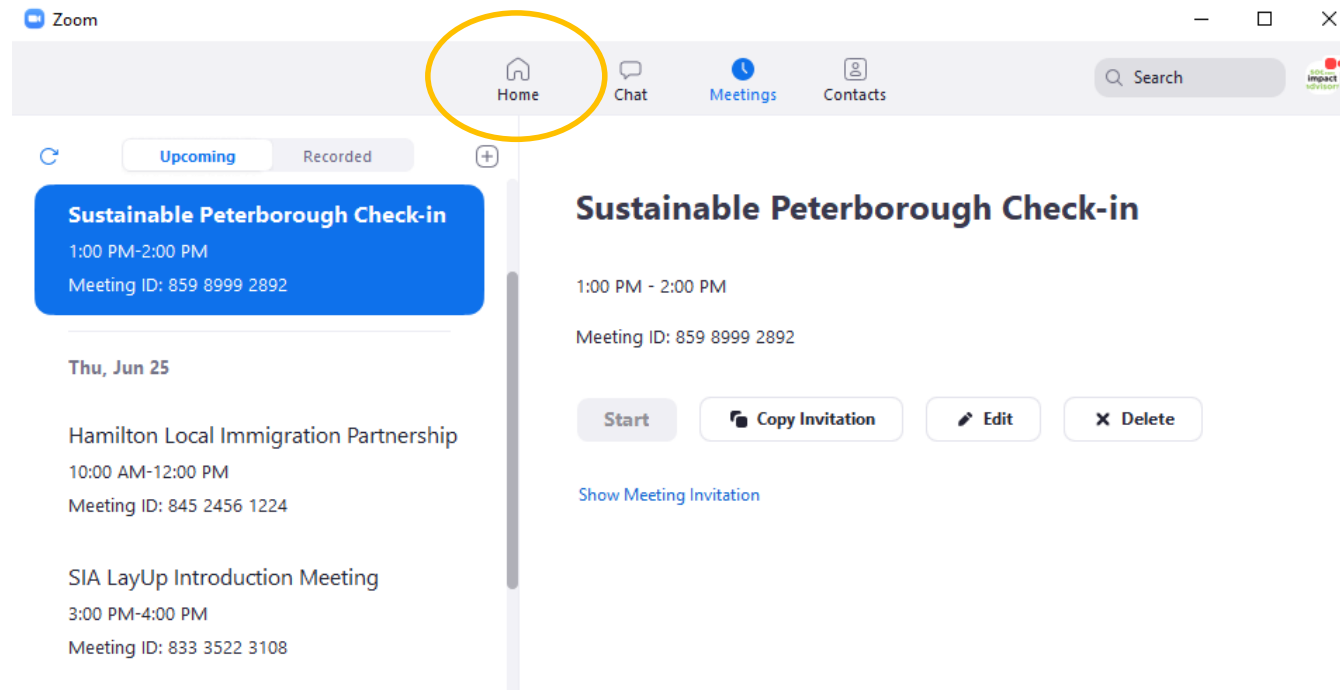 Zoom
Home
Chat
Meetings
Contacts
Search
impact
Upcoming
Recorded
Sustainable Peterborough Check-in
1:00 PM-2:00 PM
Meeting ID: 859 8999 2892
Thu, Jun 25
Hamilton Local Immigration Partnership
10:00 AM-12:00 PM
Meeting ID: 845 2456 1224
SIA LayUp Introduction Meeting
3:00 PM-4:00 PM
Meeting ID: 833 3522 3108
Sustainable Peterborough Check-in
1:00 PM - 2:00 PM
Meeting ID: 859 8999 2892
Start
Copy Invitation
Edit
Delete
Show Meeting Invitation